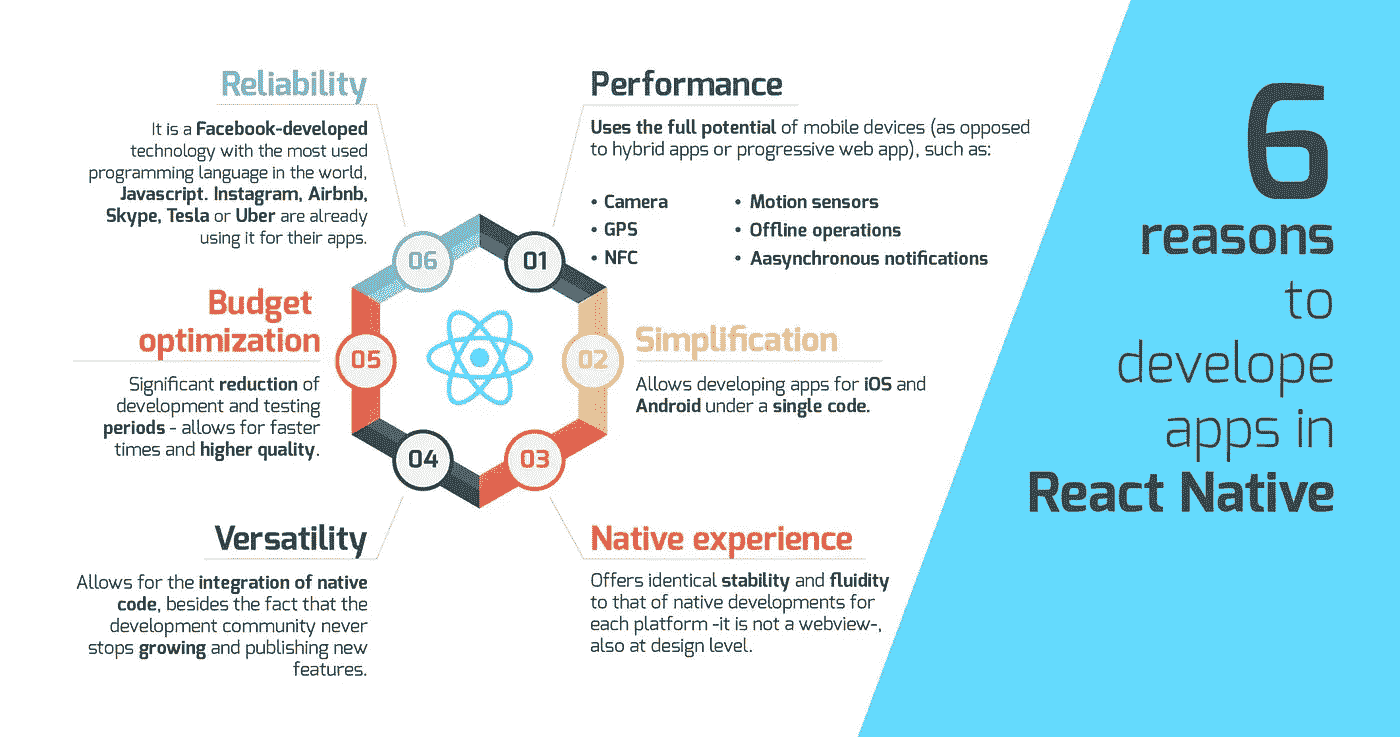 6
reasons
to
develope
apps in
React Native
Performance
Uses the full potential of mobile devices (as opposed
to hybrid apps or progressive web app), such as:
• Camera
• GPS
• NFC
• Motion sensors
• Offline operations
• Aasynchronous notifications
01
Simplification
Allows developing apps for iOS and
Android under a single code.
02
Native experience
Offers identical stability and fluidity
to that of native developments for
each platform -it is not a webview-,
also at design level.
03
Versatility
Allows for the integration of native
code, besides the fact that the
development community never
stops growing and publishing new
features.
04
Budget
optimization
Significant reduction of
development and testing
periods - allows for faster
times and higher quality.
05
Reliability
It is a Facebook-developed
technology with the most used
programming language in the world,
Javascript. Instagram, Airbnb,
Skype, Tesla or Uber are already
using it for their apps.
06